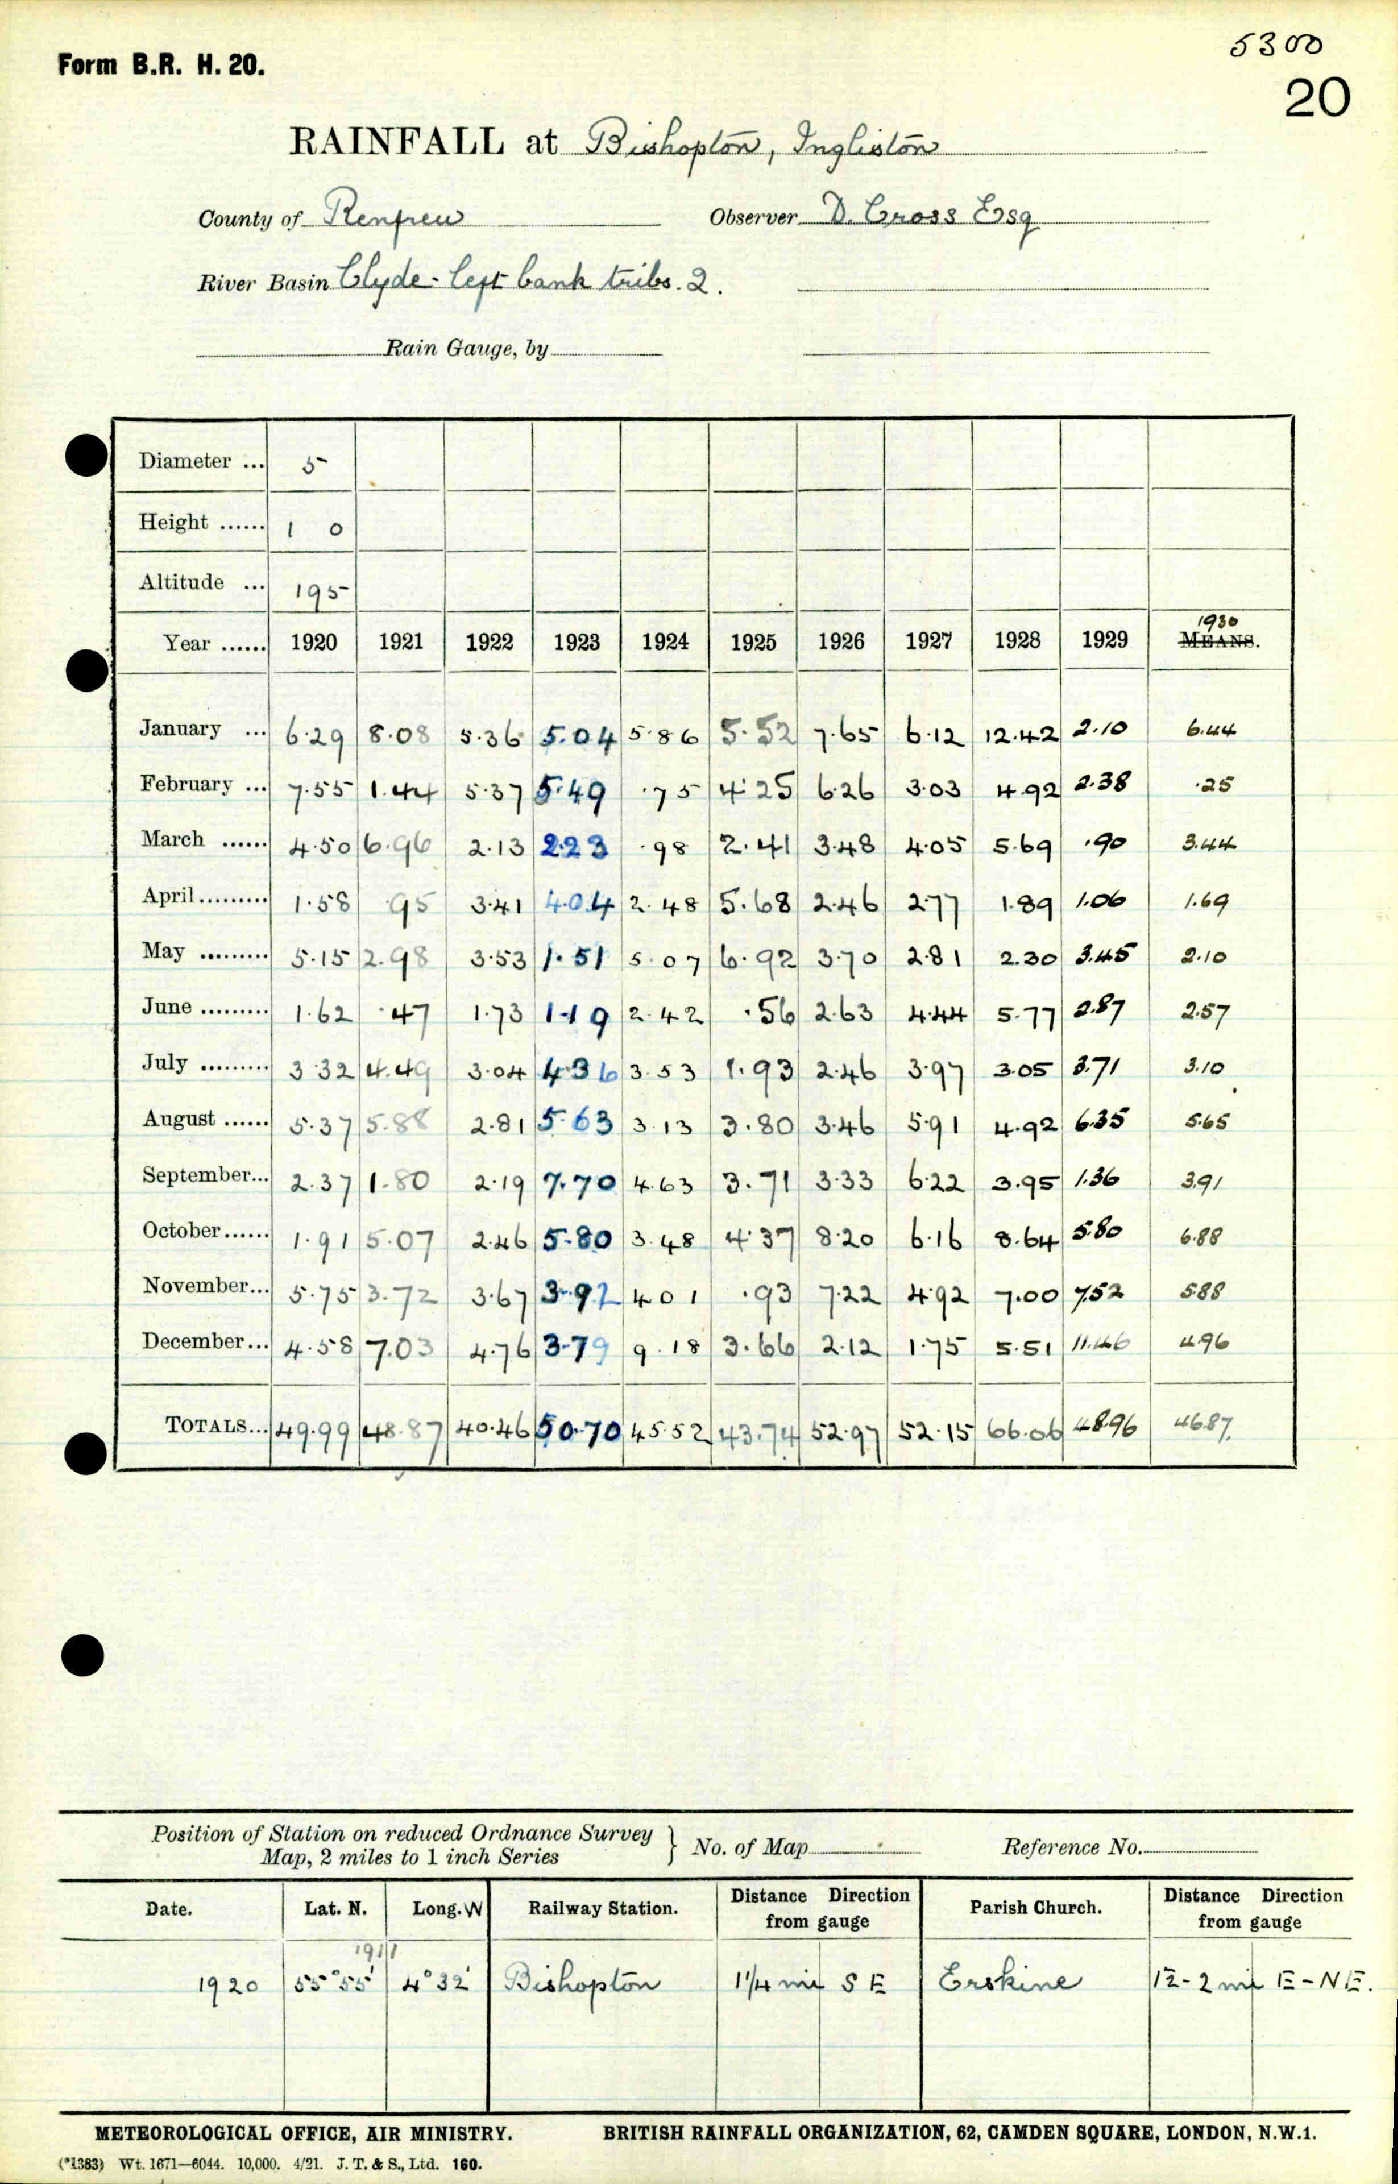 5300
Form B.R. H. 20.
20
RAINFALL at Bishopton, Ingliston
County of Renfrew Observer D. Cross Esq
River Basin Clyde - left bank tribs. 2.
Rain Gauge, by
Diameter ... 5
Height ...... 1 0
Altitude ... 195
1930
Year ...... 1920 1921 1922 1923 1924 1925 1926 1927 1928 1929 MEANS.
January ... 6.29 8.08 5.36 5.04 5.86 5.52 7.65 6.12 12.42 2.10 6.44
February ... 7.55 1.44 5.37 5.49 .75 4.25 6.26 3.03 4.92 2.38 .25
March ...... 4.50 6.96 2.13 2.23 .98 2.41 3.48 4.05 5.69 .90 3.44
April ......... 1.58 .95 3.41 4.04 2.48 5.68 2.46 2.77 1.89 1.06 1.69
May ......... 5.15 2.98 3.53 1.51 5.07 6.92 3.70 2.81 2.30 3.45 2.10
June ......... 1.62 .47 1.73 1.19 2.42 .56 2.63 4.44 5.77 2.87 2.57
July ......... 3.32 4.49 3.04 4.36 3.53 1.93 2.46 3.97 3.05 3.71 3.10
August ...... 5.37 5.88 2.81 5.63 3.13 3.80 3.46 5.91 4.92 6.35 5.65
September... 2.37 1.80 2.19 7.70 4.63 3.71 3.33 6.22 3.95 1.36 3.91
October...... 1.91 5.07 2.46 5.80 3.48 4.37 8.20 6.16 8.64 5.80 6.88
November... 5.75 3.72 3.67 3.92 4.01 .93 7.22 4.92 7.00 7.52 5.88
December... 4.58 7.03 4.76 3.79 9.18 3.66 2.12 1.75 5.51 11.46 4.96
TOTALS... 49.99 48.87 40.46 50.70 45.52 43.74 52.97 52.15 66.06 48.96 46.87.
Position of Station on reduced Ordnance Survey
Map, 2 miles to 1 inch Series } No. of Map Reference No.
Date. Lat. N. Long. W Railway Station. Distance Direction from gauge Parish Church. Distance Direction from gauge
1911
1920 55°55' 4°32' Bishopton 1 1/4 mi S E Erskine 1½-2 mi E-NE.
METEOROLOGICAL OFFICE, AIR MINISTRY. BRITISH RAINFALL ORGANIZATION, 62, CAMDEN SQUARE, LONDON, N.W.1.
(*1383) Wt. 1671—6044. 10,000. 4/21. J. T. & S., Ltd. 160.